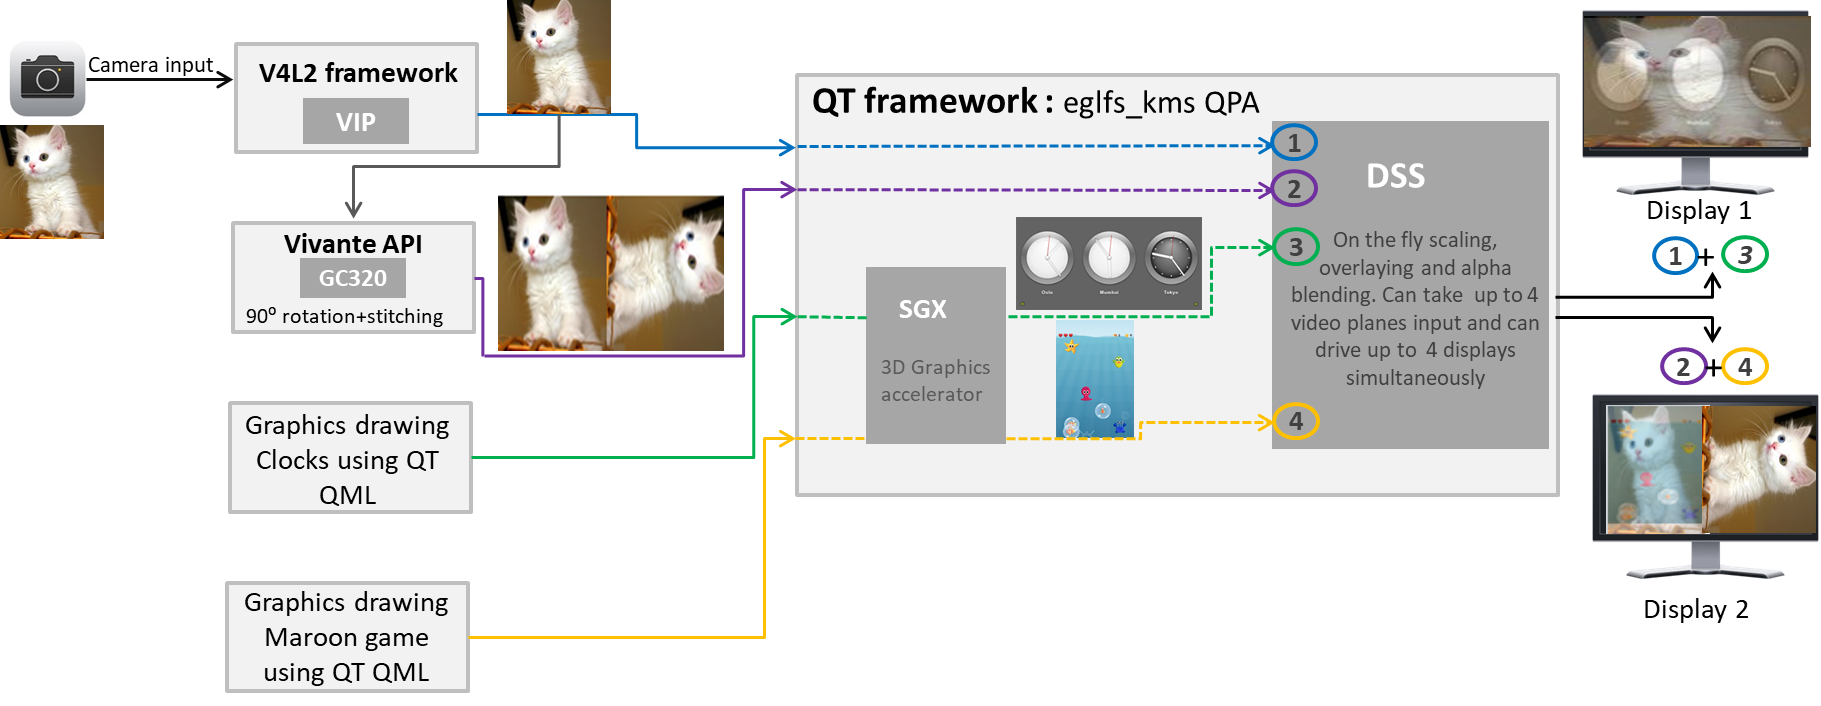 Camera input
V4L2 framework
VIP
Vivante API
GC320
90⁰ rotation+stitching
Graphics drawing
Clocks using QT
QML
Graphics drawing
Maroon game
using QT QML
QT framework : eglfs_kms QPA
SGX
3D Graphics
accelerator
Oslo
Mumbai
Tokyo
1
2
3
4
DSS
On the fly scaling,
overlaying and alpha
blending. Can take up to 4
video planes input and can
drive up to 4 displays
simultaneously
Display 1
1 + 3
2 + 4
Display 2